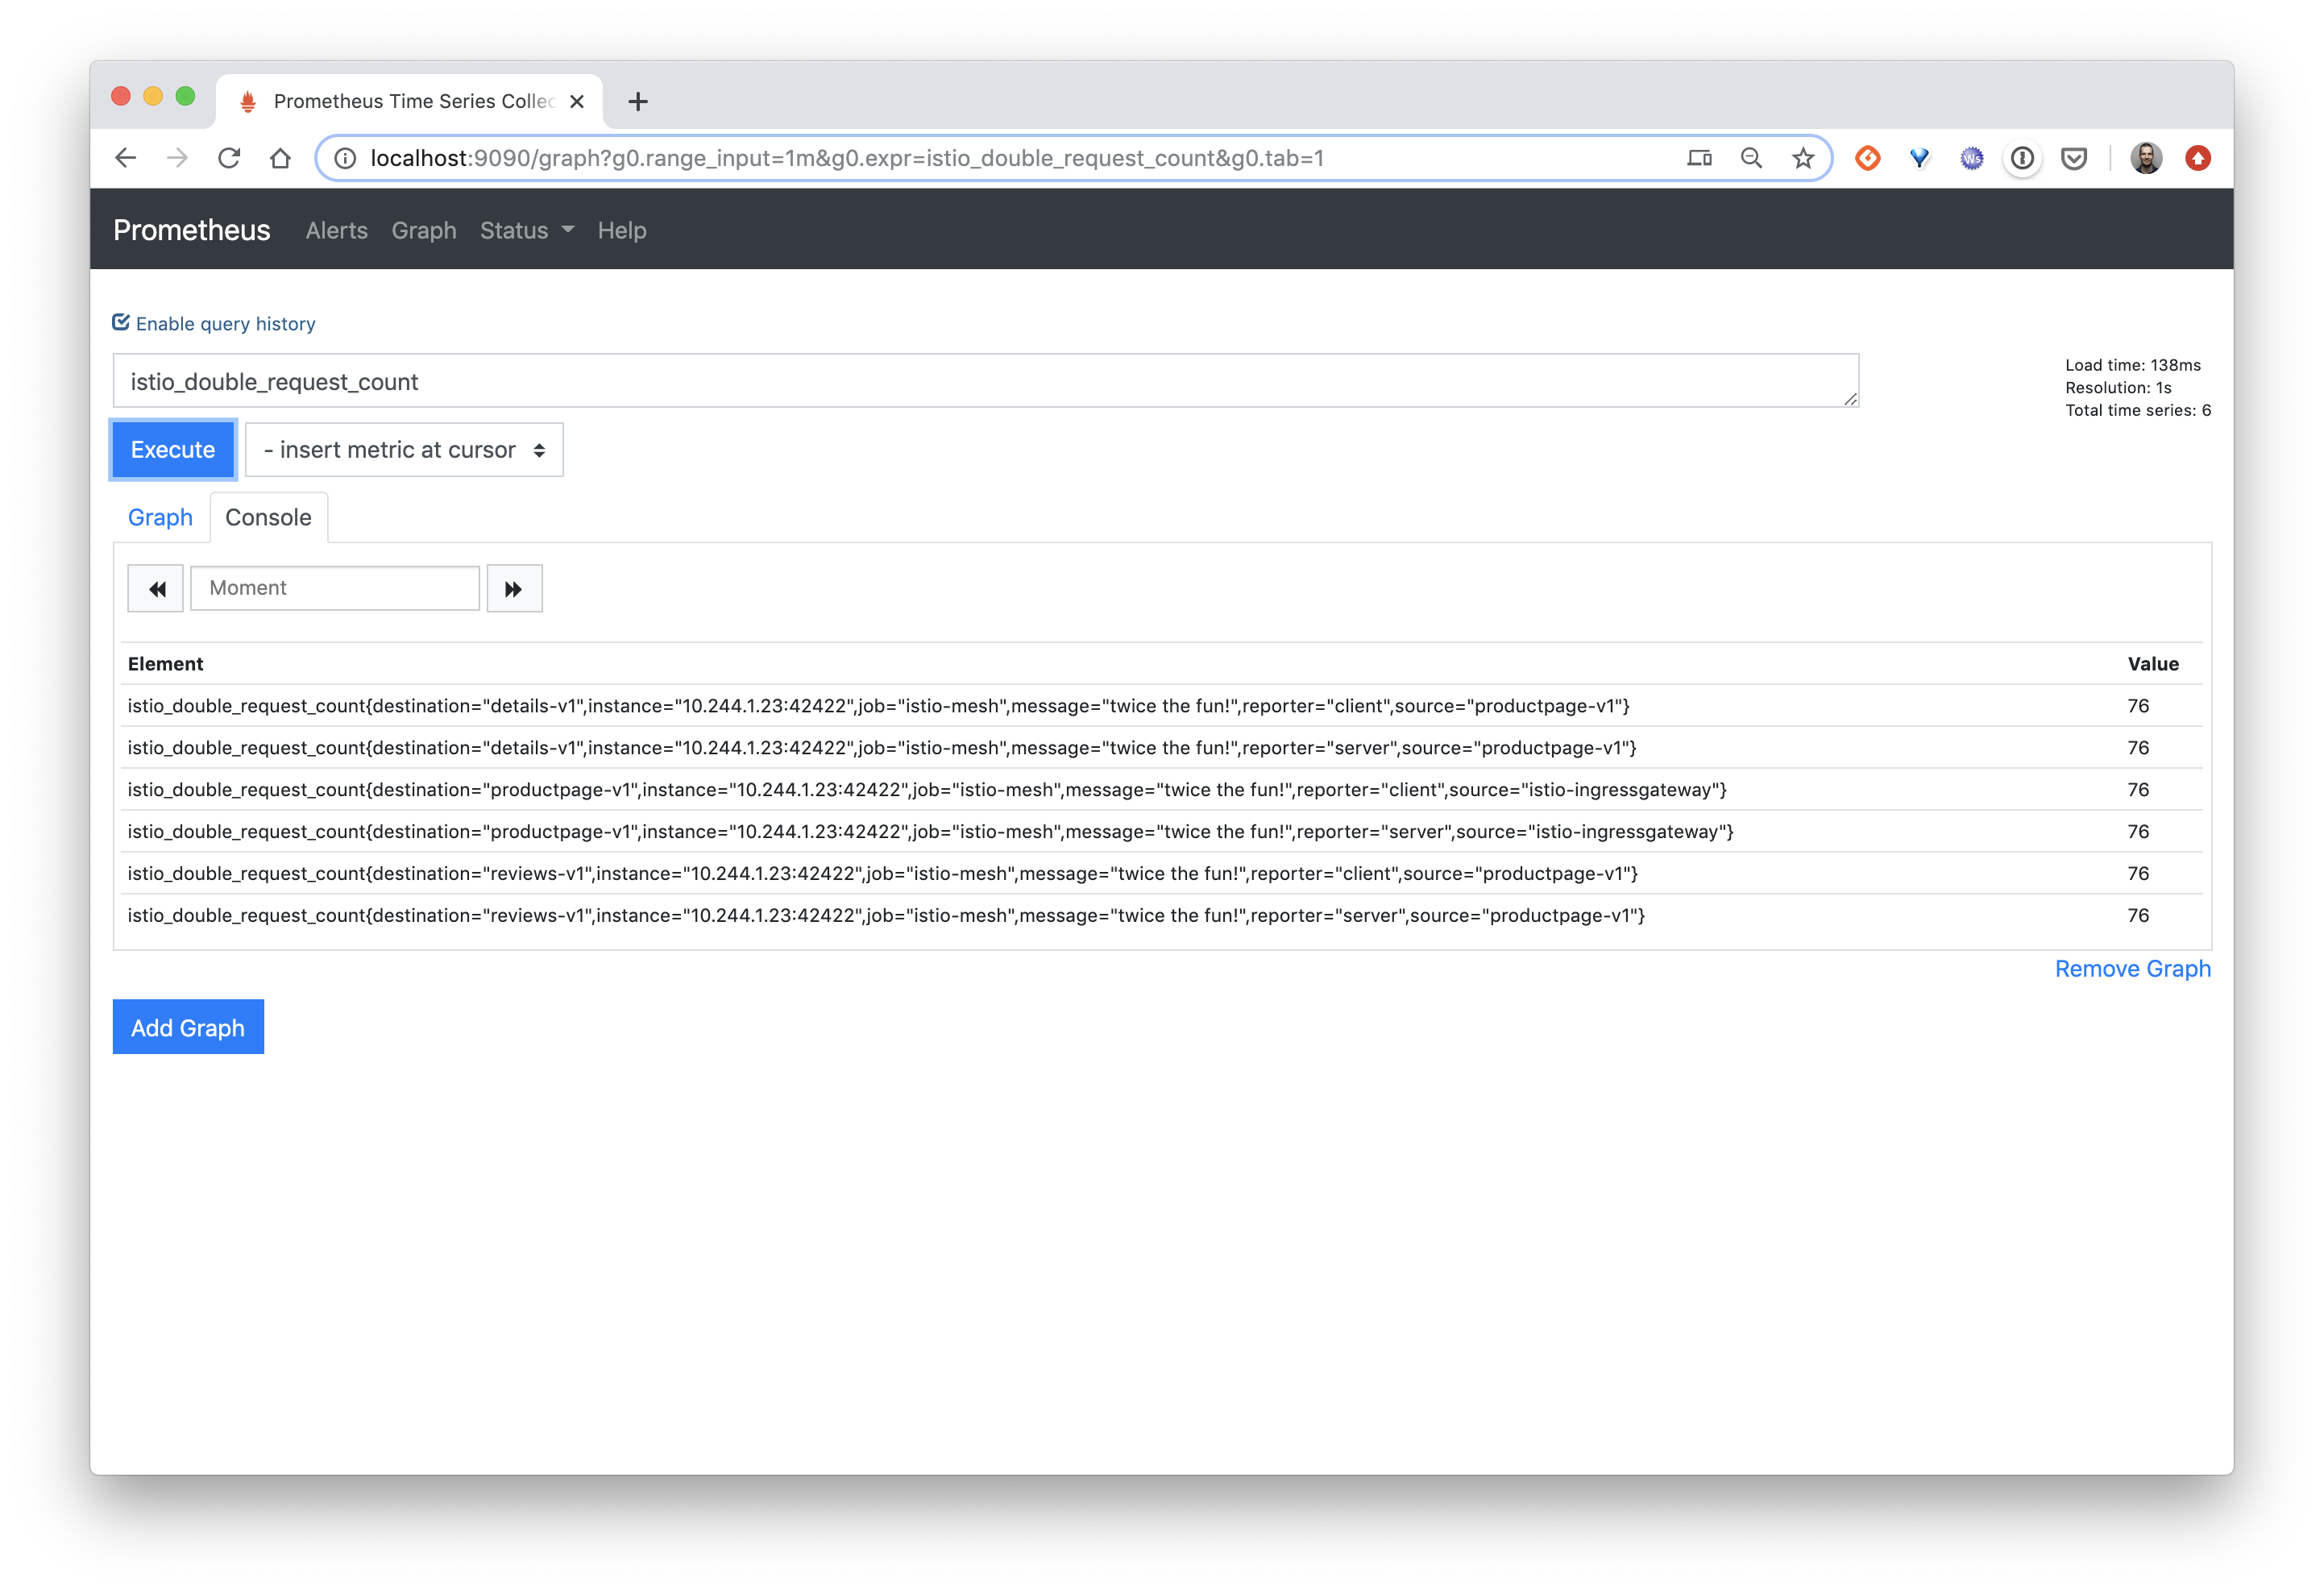 Prometheus Time Series Collec
localhost:9090/graph?g0.range_input=1m&g0.expr=istio_double_request_count&g0.tab=1
Ws
Prometheus Alerts Graph Status Help
Enable query history
istio_double_request_count
Load time: 138ms
Resolution: 1s
Total time series: 6
Execute - insert metric at cursor
Graph Console
Moment
Element Value
istio_double_request_count{destination="details-v1",instance="10.244.1.23:42422",job="istio-mesh",message="twice the fun!",reporter="client",source="productpage-v1"} 76
istio_double_request_count{destination="details-v1",instance="10.244.1.23:42422",job="istio-mesh",message="twice the fun!",reporter="server",source="productpage-v1"} 76
istio_double_request_count{destination="productpage-v1",instance="10.244.1.23:42422",job="istio-mesh",message="twice the fun!",reporter="client",source="istio-ingressgateway"} 76
istio_double_request_count{destination="productpage-v1",instance="10.244.1.23:42422",job="istio-mesh",message="twice the fun!",reporter="server",source="istio-ingressgateway"} 76
istio_double_request_count{destination="reviews-v1",instance="10.244.1.23:42422",job="istio-mesh",message="twice the fun!",reporter="client",source="productpage-v1"} 76
istio_double_request_count{destination="reviews-v1",instance="10.244.1.23:42422",job="istio-mesh",message="twice the fun!",reporter="server",source="productpage-v1"} 76
Remove Graph
Add Graph